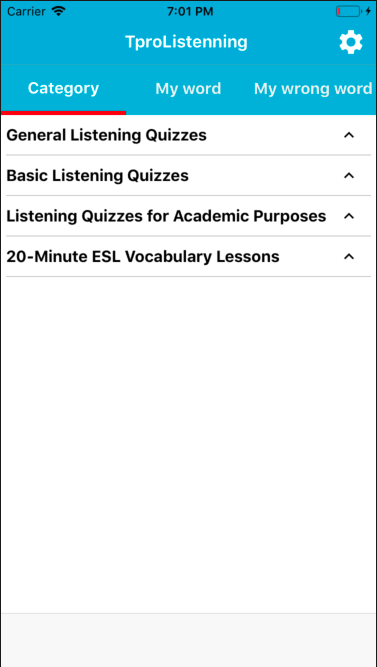 Carrier 7:01 PM
TproListenning
Category My word My wrong word
General Listening Quizzes
Basic Listening Quizzes
Listening Quizzes for Academic Purposes
20-Minute ESL Vocabulary Lessons